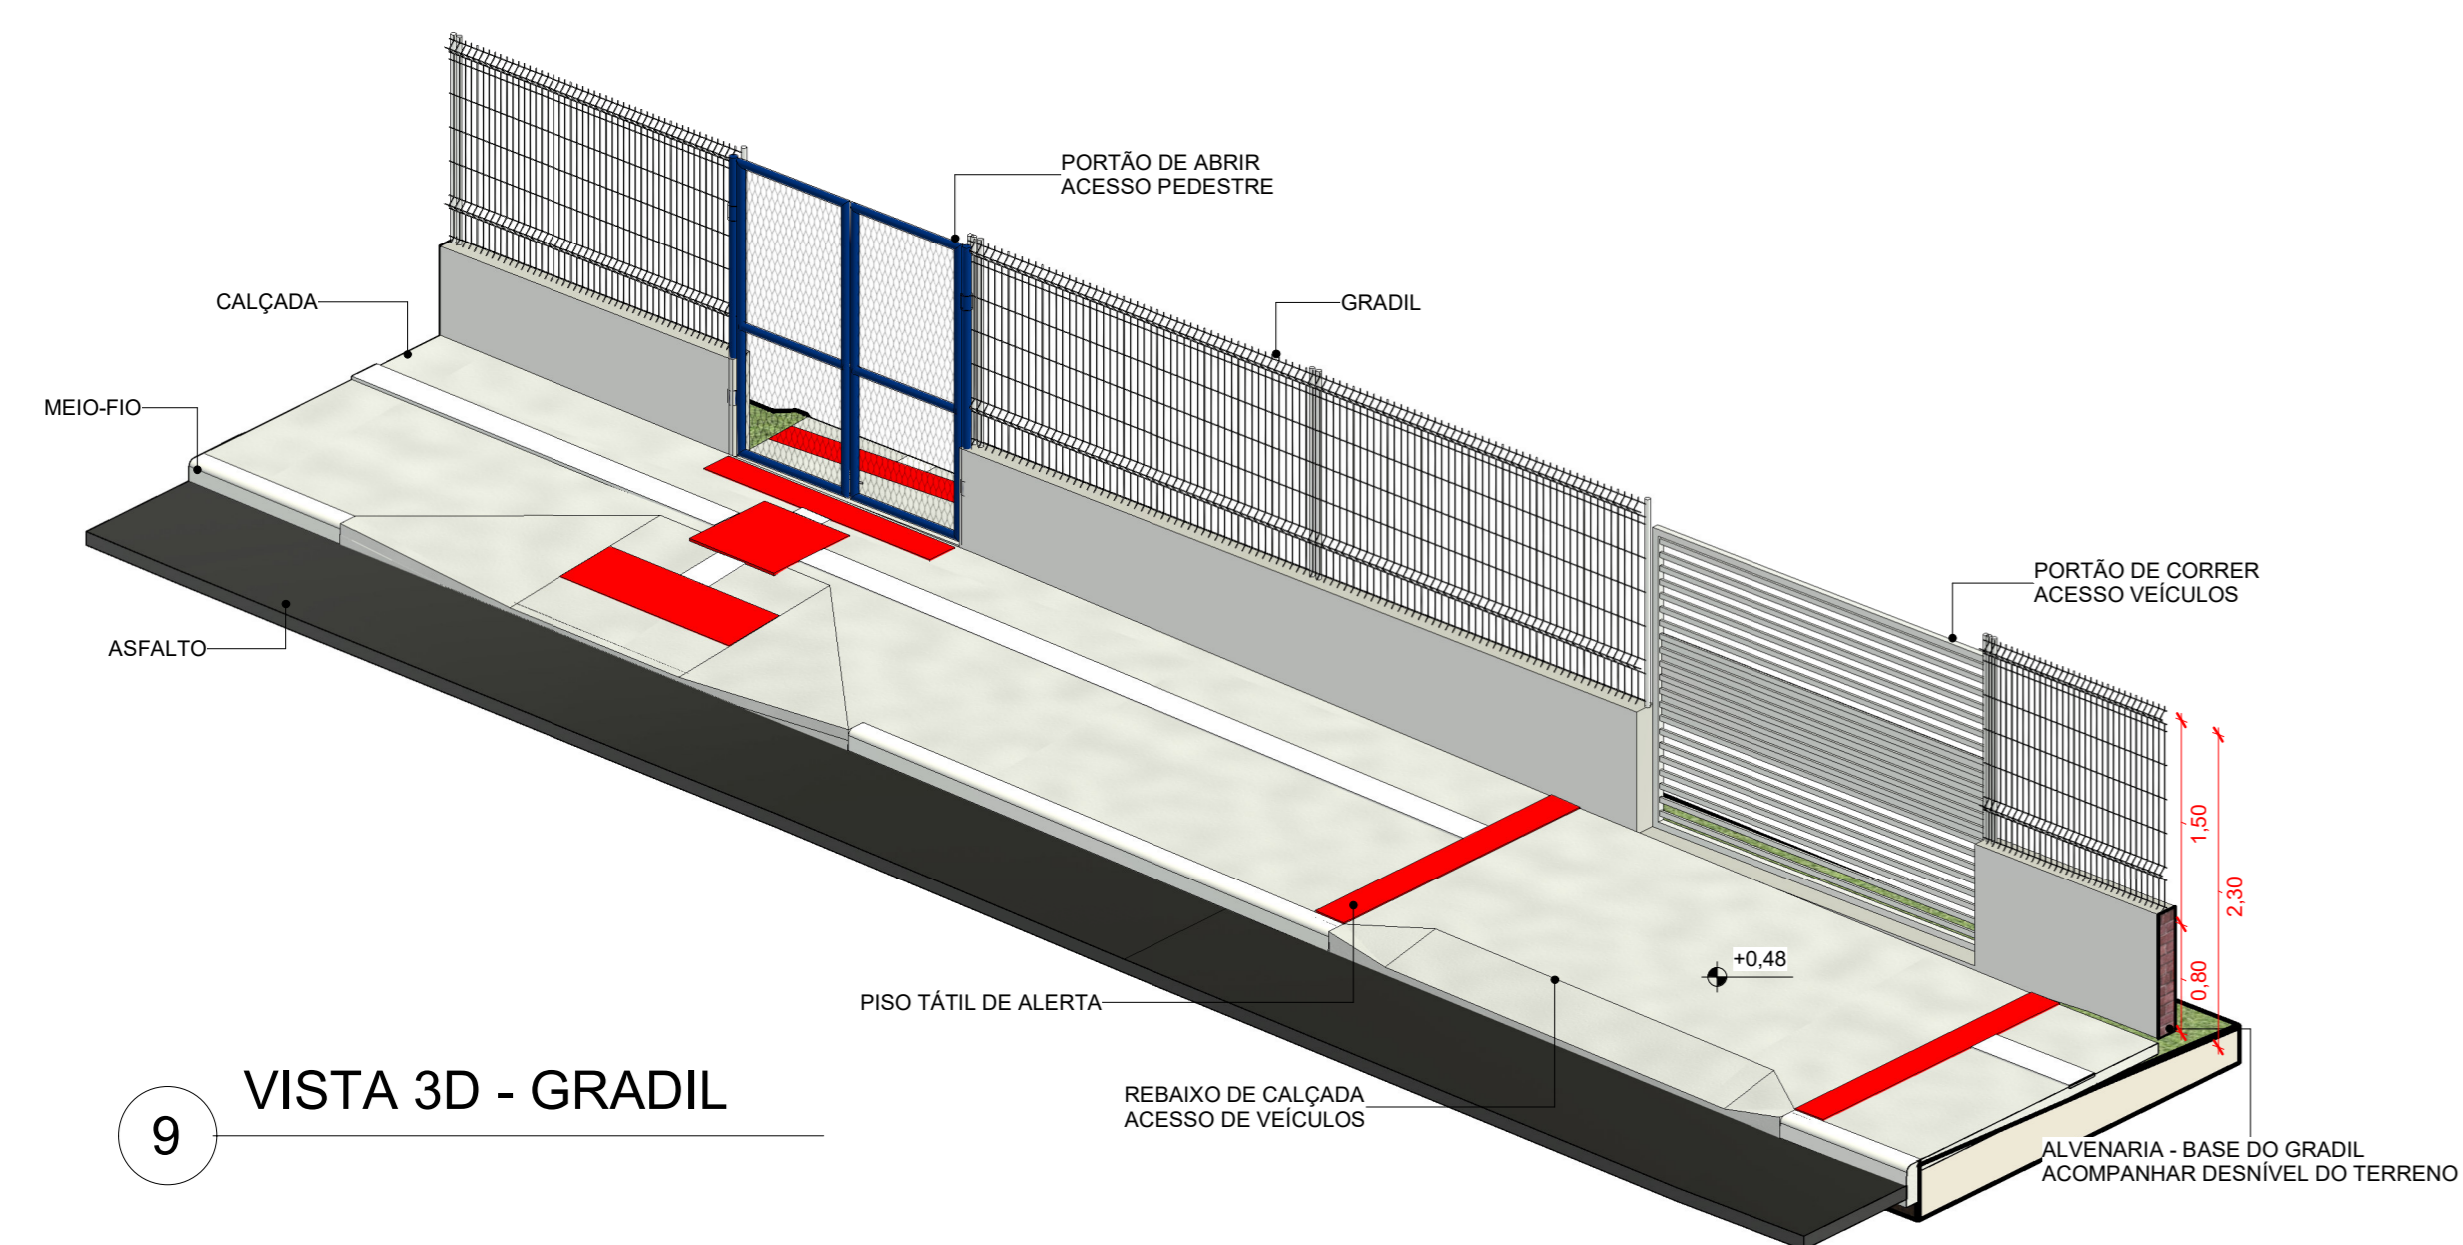 PORTÃO DE ABRIR
ACESSO PEDESTRE
CALÇADA
GRADIL
MEIO-FIO
PORTÃO DE CORRER
ACESSO VEÍCULOS
ASFALTO
1,50
2,30
0,80
+0,48
PISO TÁTIL DE ALERTA
REBAIXO DE CALÇADA
ACESSO DE VEÍCULOS
ALVENARIA - BASE DO GRADIL
ACOMPANHAR DESNÍVEL DO TERRENO
9
VISTA 3D - GRADIL